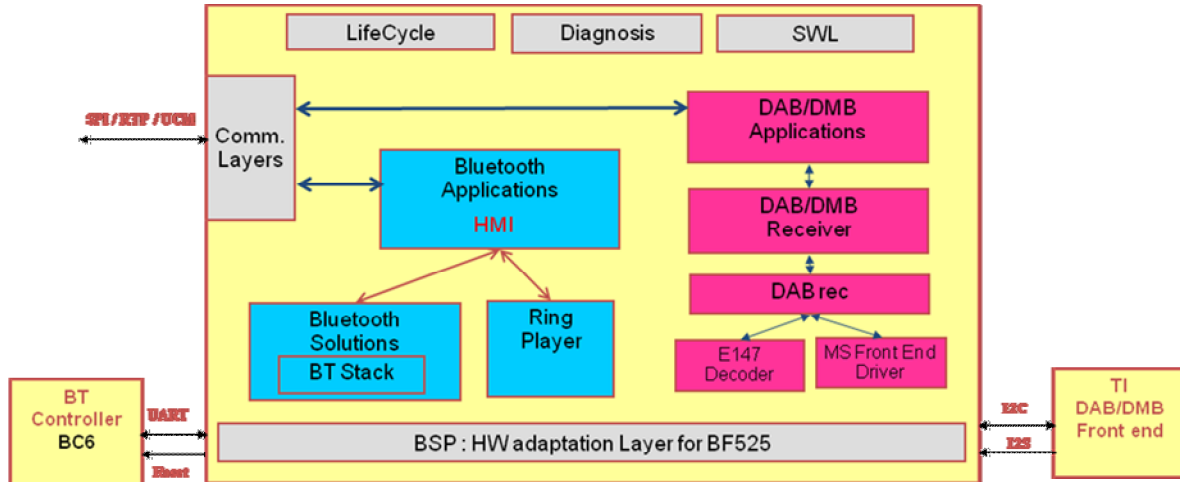 LifeCycle
Diagnosis
SWL
SPI / RTP / UCM
Comm.
Layers
DAB/DMB
Applications
Bluetooth
Applications
HMI
DAB/DMB
Receiver
DAB rec
Bluetooth
Solutions
BT Stack
Ring
Player
E147
Decoder
MS Front End
Driver
BT
Controller
BC6
UART
Reset
BSP : HW adaptation Layer for BF525
I2C
I2S
TI
DAB/DMB
Front end